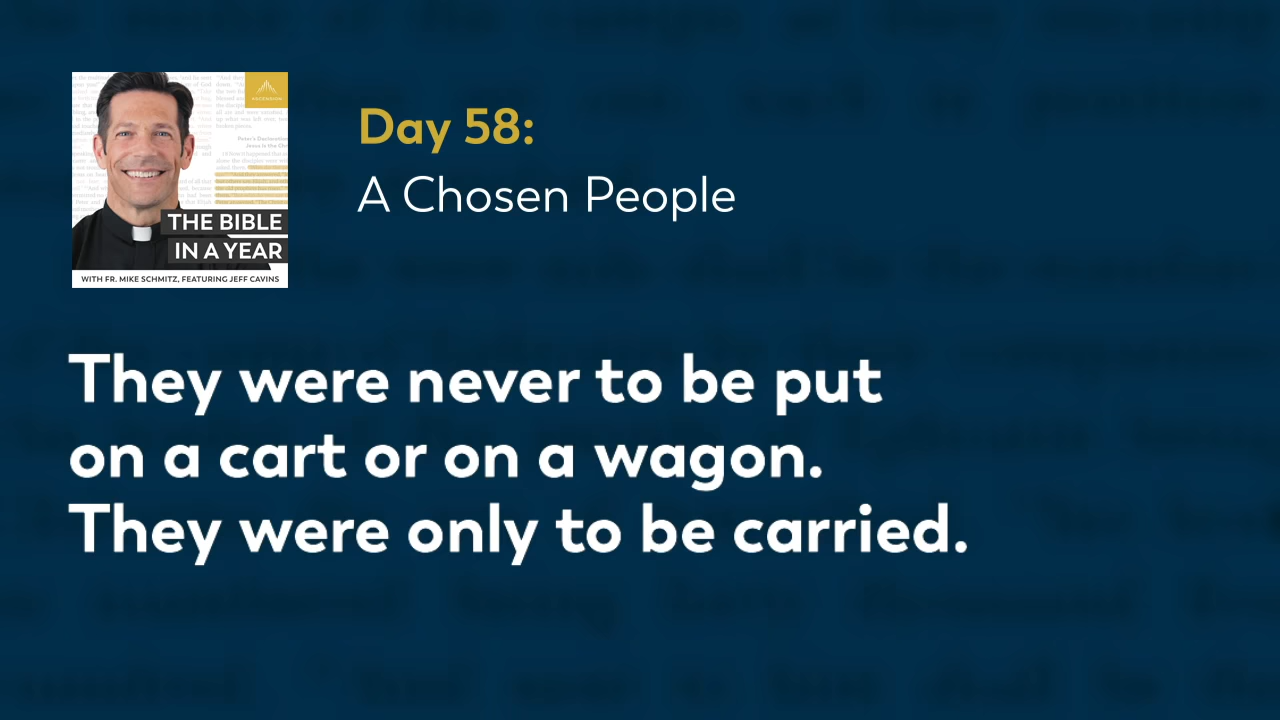 ASCENSION
THE BIBLE
IN A YEAR
WITH FR. MIKE SCHMITZ, FEATURING JEFF CAVINS
Day 58:
A Chosen People
They were never to be put
on a cart or on a wagon.
They were only to be carried.